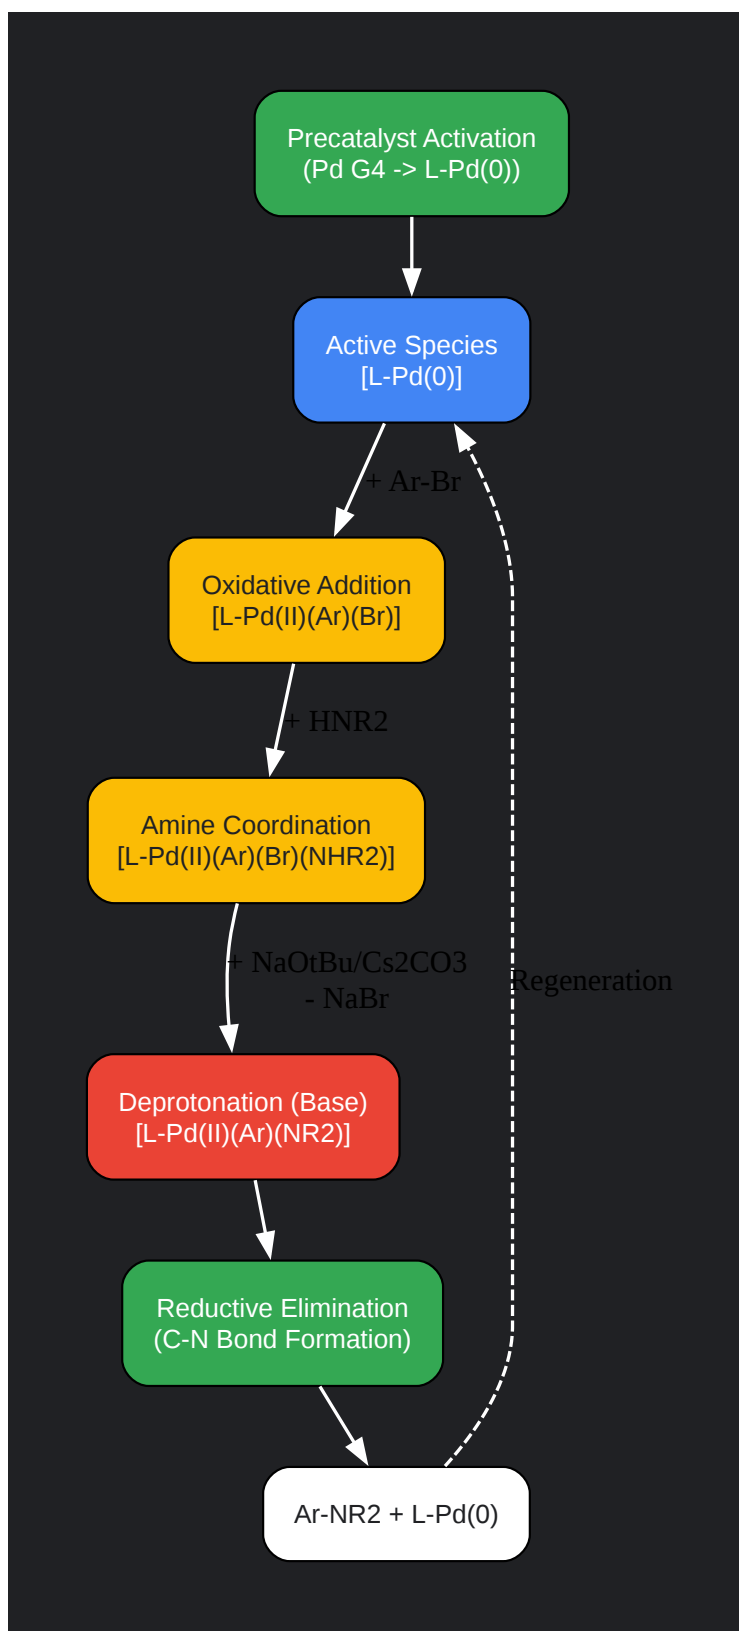 Precatalyst Activation
(Pd G4 -> L-Pd(0))
Active Species
[L-Pd(0)]
+ Ar-Br
Oxidative Addition
[L-Pd(II)(Ar)(Br)]
+ HNR2
Amine Coordination
[L-Pd(II)(Ar)(Br)(NHR2)]
+ NaOtBu/Cs2CO3
- NaBr
Regeneration
Deprotonation (Base)
[L-Pd(II)(Ar)(NR2)]
Reductive Elimination
(C-N Bond Formation)
Ar-NR2 + L-Pd(0)